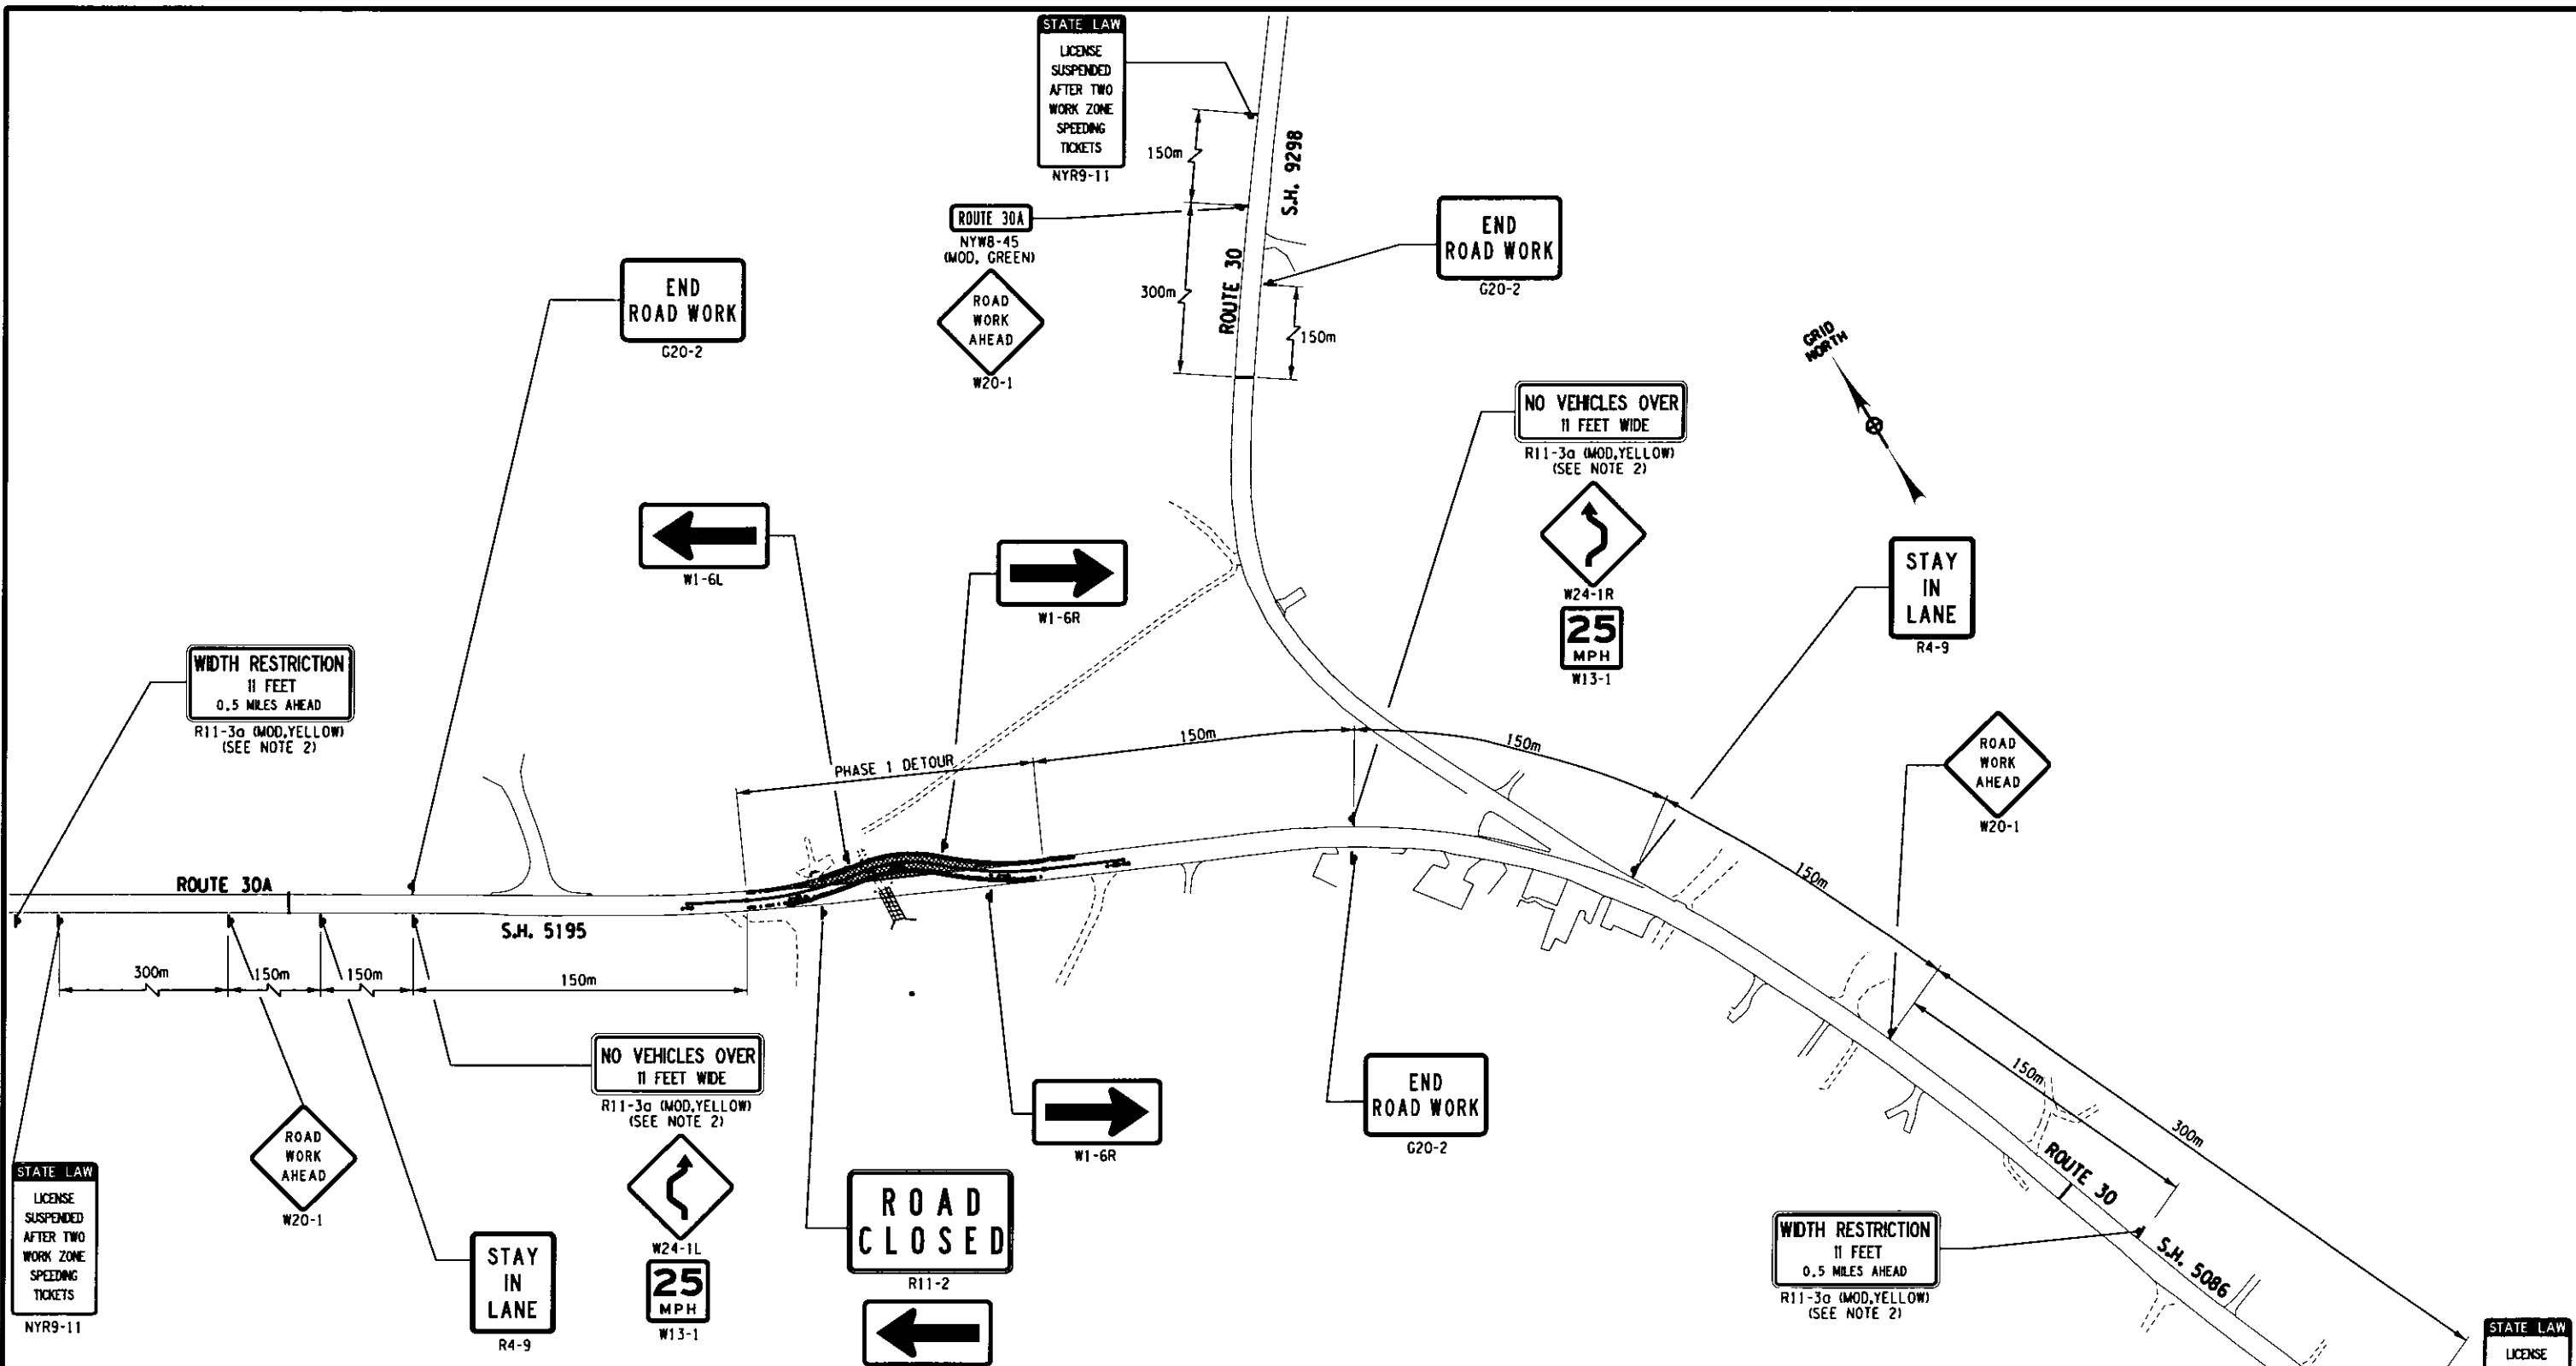 STATE LAW
LICENSE
SUSPENDED
AFTER TWO
WORK ZONE
SPEEDING
TICKETS
NYR9-11
150m
S.H. 9298
ROUTE 30A
NYW8-45
(MOD. GREEN)
ROAD
WORK
AHEAD
W20-1
300m
ROUTE 30
150m
END
ROAD WORK
G20-2
END
ROAD WORK
G20-2
GRID
NORTH
NO VEHICLES OVER
11 FEET WIDE
R11-3a (MOD,YELLOW)
(SEE NOTE 2)
W24-1R
25
MPH
W13-1
STAY
IN
LANE
R4-9
W1-6L
W1-6R
WIDTH RESTRICTION
11 FEET
0.5 MILES AHEAD
R11-3a (MOD,YELLOW)
(SEE NOTE 2)
PHASE 1 DETOUR
150m
150m
ROAD
WORK
AHEAD
W20-1
150m
ROUTE 30A
S.H. 5195
300m
150m
150m
150m
NO VEHICLES OVER
11 FEET WIDE
R11-3a (MOD,YELLOW)
(SEE NOTE 2)
W24-1L
25
MPH
W13-1
ROAD
WORK
AHEAD
W20-1
STATE LAW
LICENSE
SUSPENDED
AFTER TWO
WORK ZONE
SPEEDING
TICKETS
NYR9-11
STAY
IN
LANE
R4-9
ROAD
CLOSED
R11-2
W1-6R
END
ROAD WORK
G20-2
150m
300m
ROUTE 30
S.H. 5086
WIDTH RESTRICTION
11 FEET
0.5 MILES AHEAD
R11-3a (MOD,YELLOW)
(SEE NOTE 2)
STATE LAW
LICENSE